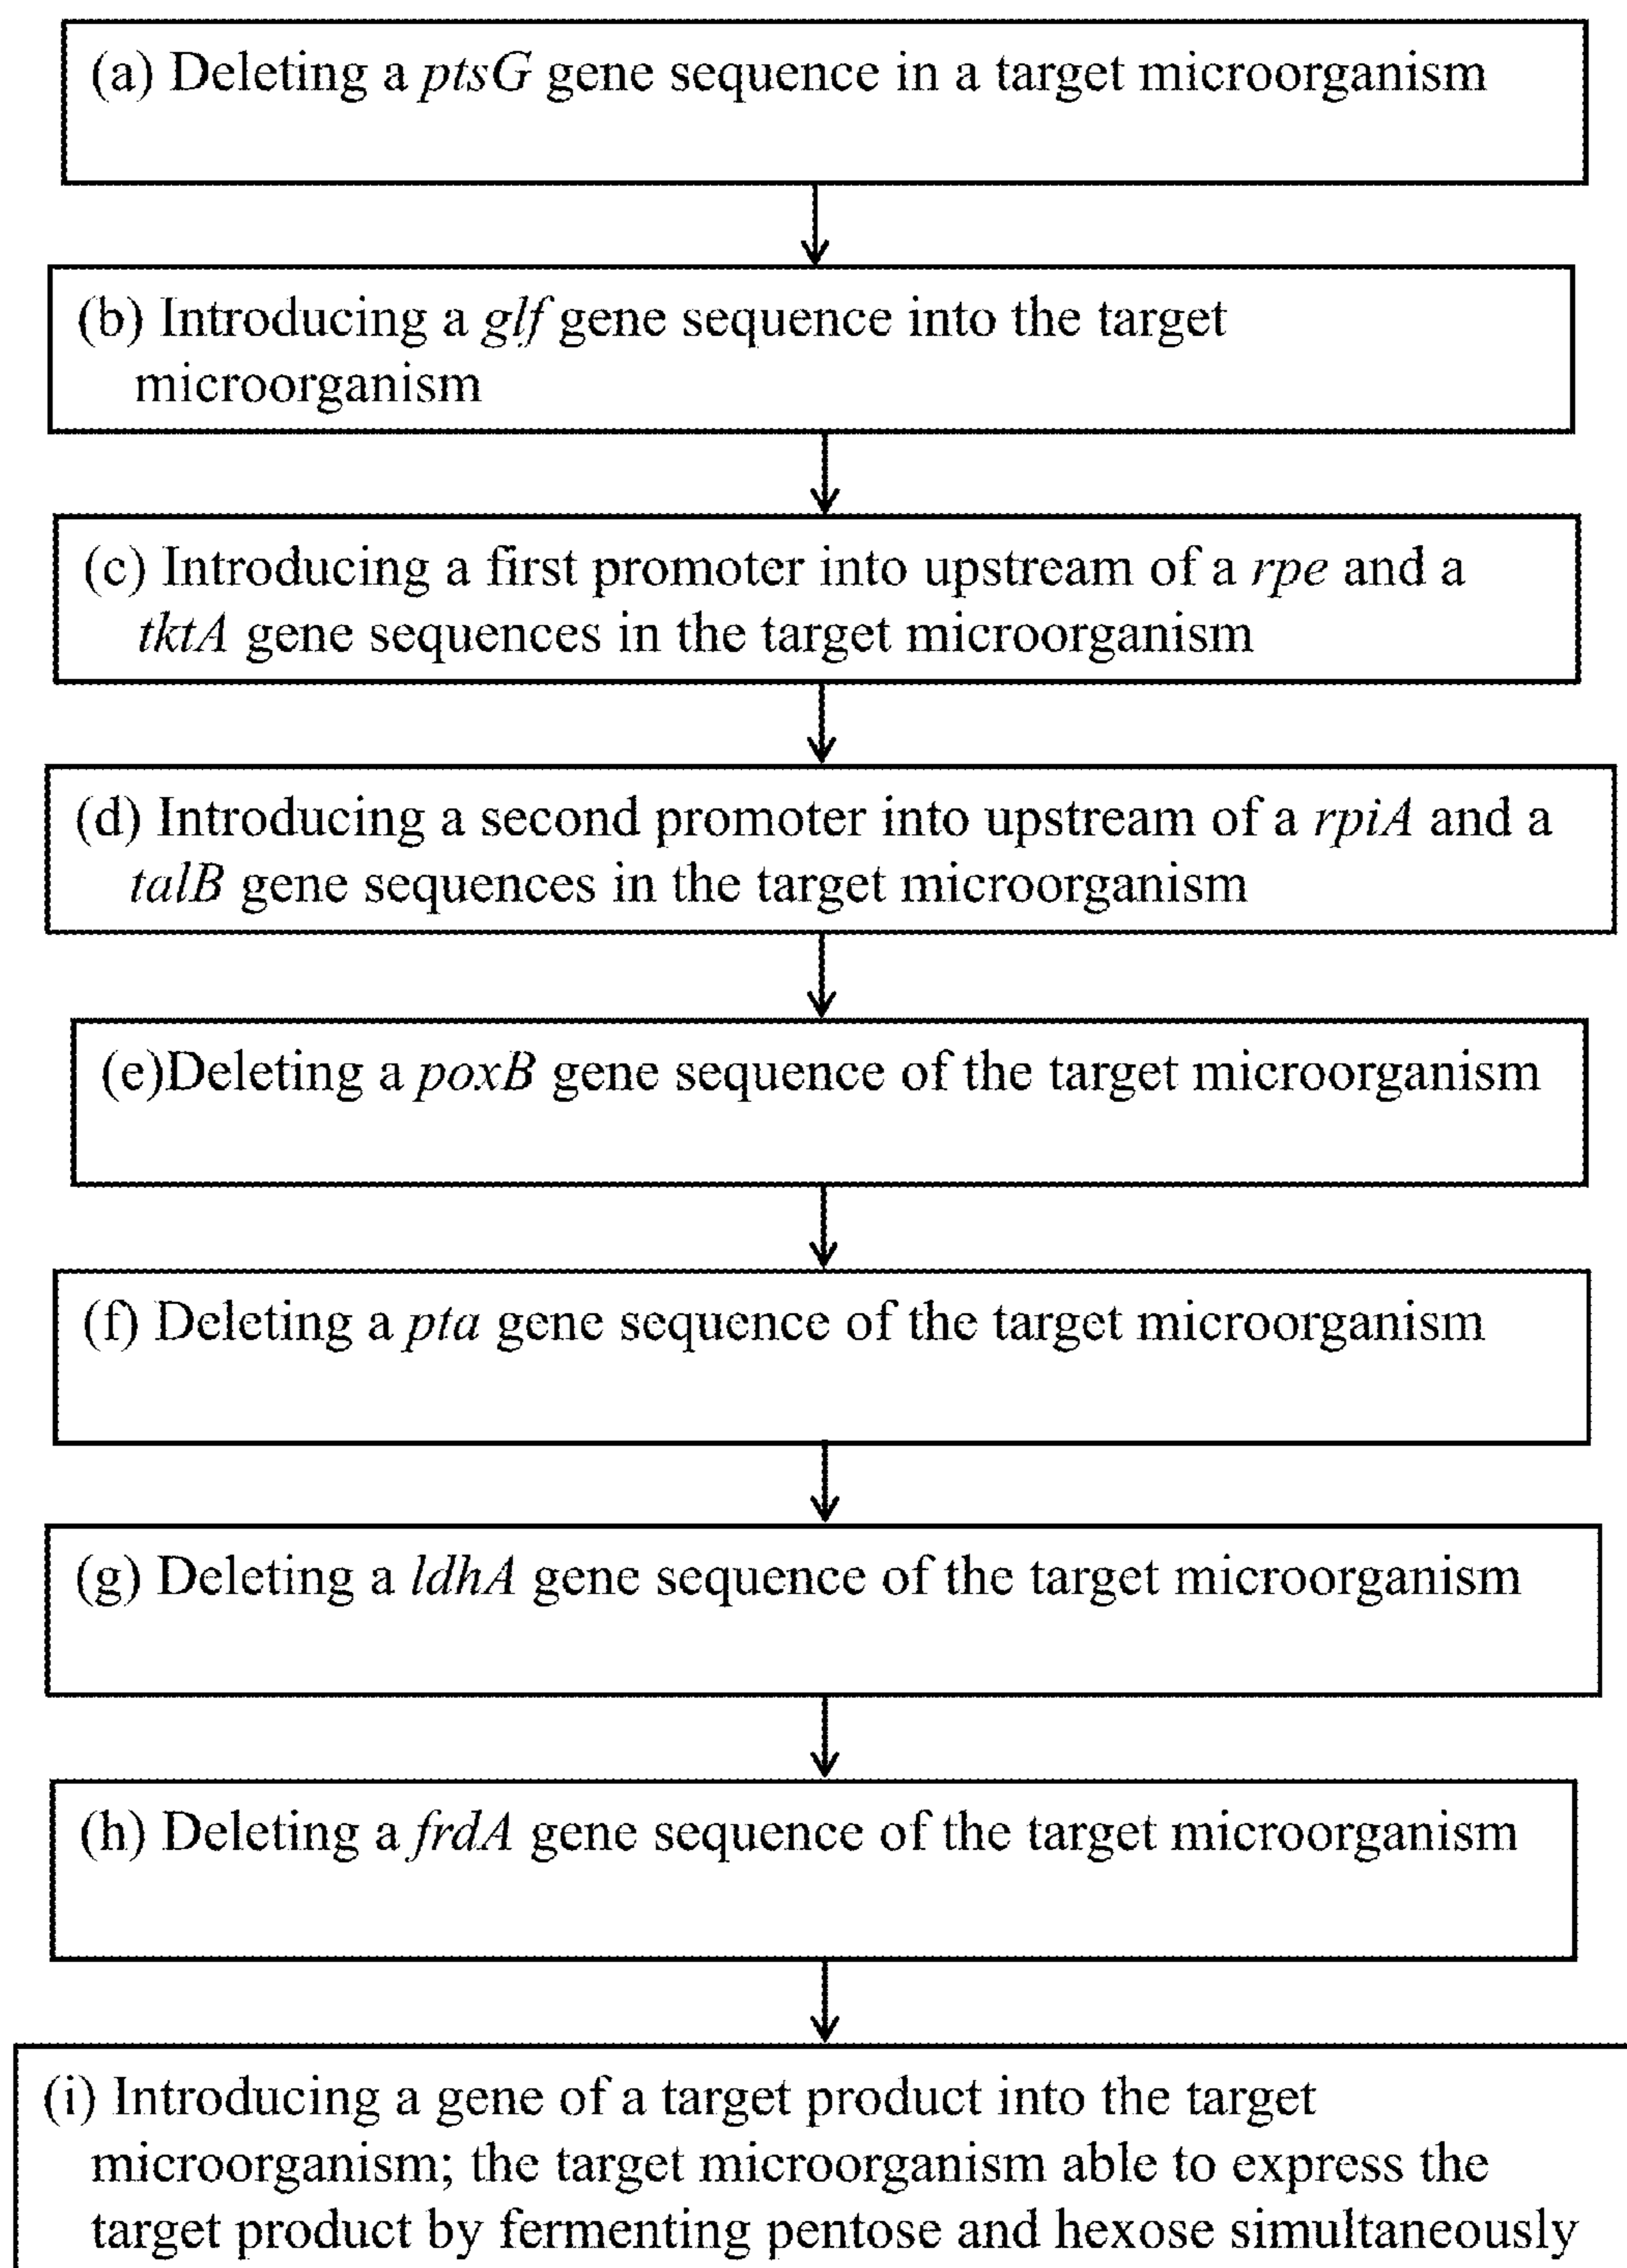 (a) Deleting a ptsG gene sequence in a target microorganism
(b) Introducing a glf gene sequence into the target
microorganism
(c) Introducing a first promoter into upstream of a rpe and a
tktA gene sequences in the target microorganism
(d) Introducing a second promoter into upstream of a rpiA and a
talB gene sequences in the target microorganism
(e)Deleting a poxB gene sequence of the target microorganism
(f) Deleting a pta gene sequence of the target microorganism
(g) Deleting a ldhA gene sequence of the target microorganism
(h) Deleting a frdA gene sequence of the target microorganism
(i) Introducing a gene of a target product into the target
microorganism; the target microorganism able to express the
target product by fermenting pentose and hexose simultaneously